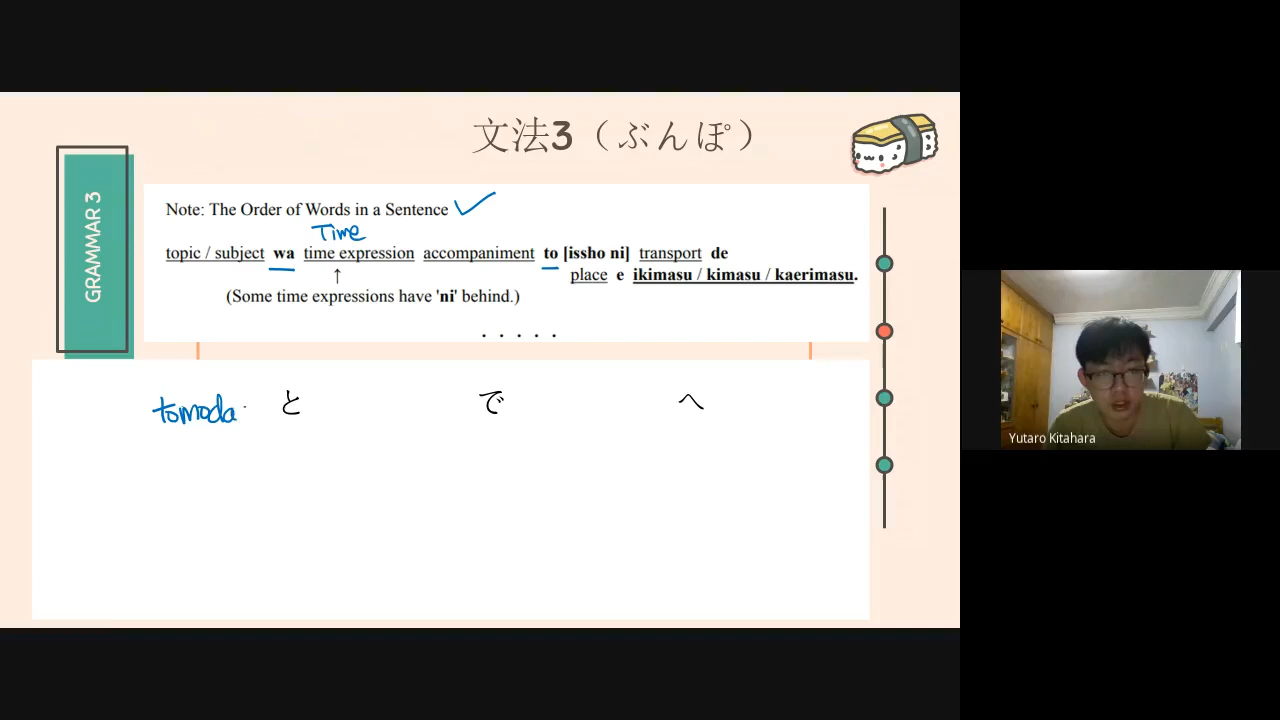 文法3（ぶんぽ）
GRAMMAR 3
Note: The Order of Words in a Sentence
Time
topic / subject wa time expression accompaniment to [issho ni] transport de
place e ikimasu / kimasu / kaerimasu.
↑
(Some time expressions have 'ni' behind.)
. . . . .
tomoda と で へ
Yutaro Kitahara